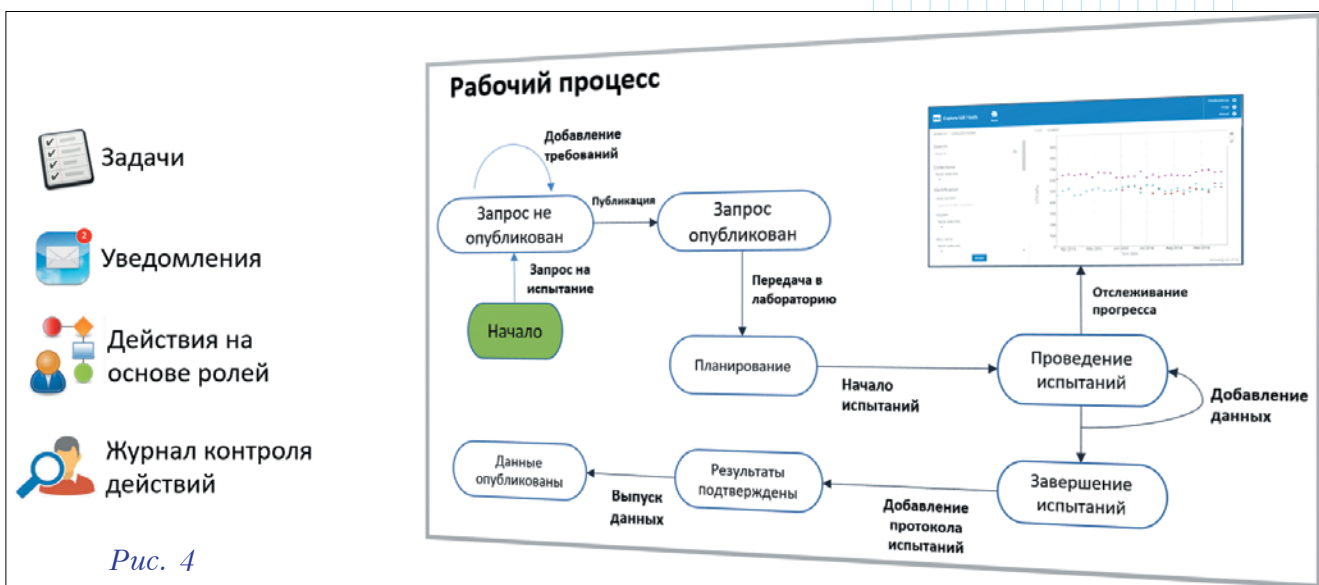 Задачи
Уведомления
Действия на
основе ролей
Журнал контроля
действий
Рис. 4
Рабочий процесс
Добавление
требований
Запрос не
опубликован
Публикация
Запрос
опубликован
Запрос на
испытание
Начало
Передача в
лабораторию
Планирование
Начало
испытаний
Отслеживание
прогресса
Проведение
испытаний
Добавление
данных
Завершение
испытаний
Добавление
протокола
испытаний
Результаты
подтверждены
Выпуск
данных
Данные
опубликованы
2